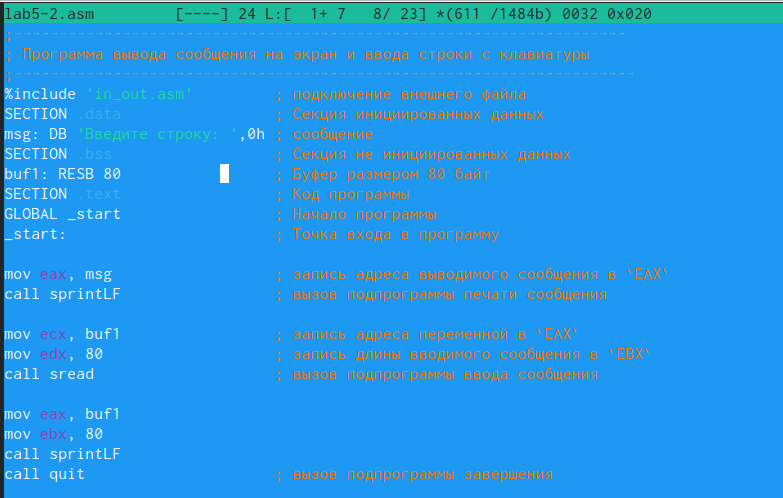 lab5-2.asm [----] 24 L:[ 1+ 7 8/ 23] *(611 /1484b) 0032 0x020
;--------------------------------------------------------------------
; Программа вывода сообщения на экран и ввода строки с клавиатуры
;---------------------------------------------------------------------
%include 'in_out.asm' ; подключение внешнего файла
SECTION .data ; Секция инициированных данных
msg: DB 'Введите строку: ',0h ; сообщение
SECTION .bss ; Секция не инициированных данных
buf1: RESB 80 ; Буфер размером 80 байт
SECTION .text ; Код программы
GLOBAL _start ; Начало программы
_start: ; Точка входа в программу
mov eax, msg ; запись адреса выводимого сообщения в `EAX`
call sprintLF ; вызов подпрограммы печати сообщения
mov ecx, buf1 ; запись адреса переменной в `EAX`
mov edx, 80 ; запись длины вводимого сообщения в `EBX`
call sread ; вызов подпрограммы ввода сообщения
mov eax, buf1
mov ebx, 80
call sprintLF
call quit ; вызов подпрограммы завершения